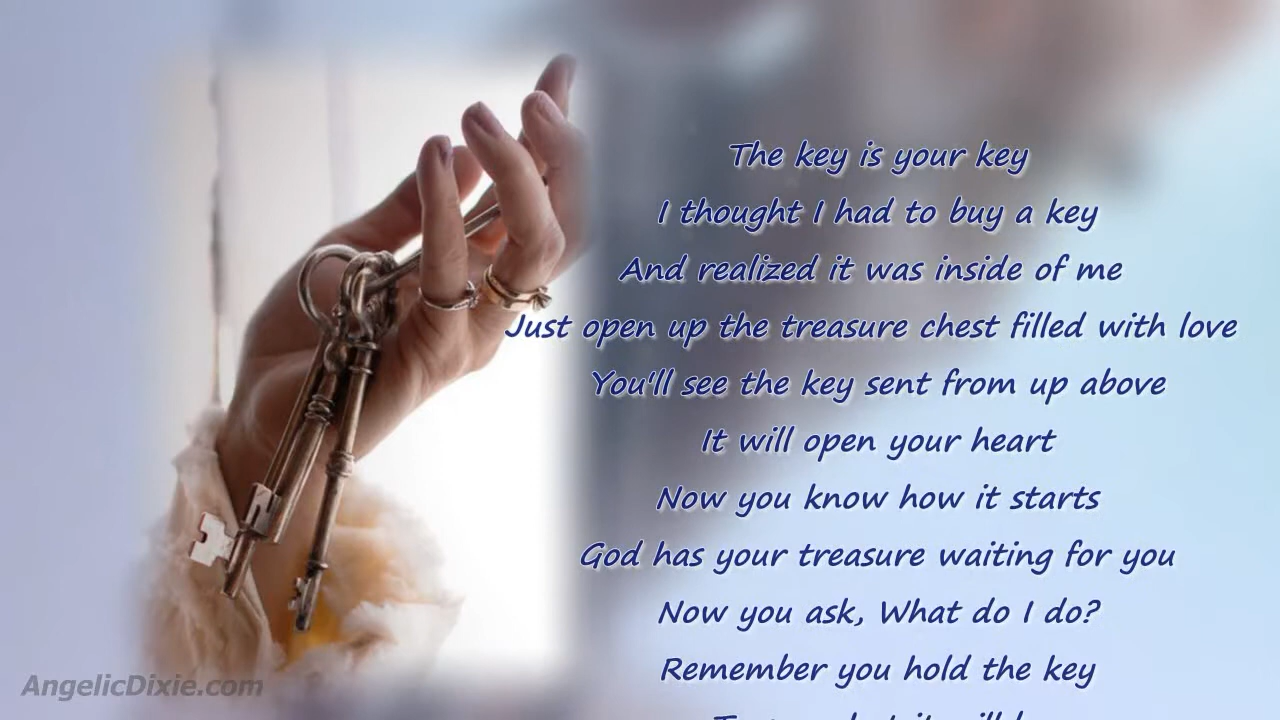 The key is your key
I thought I had to buy a key
And realized it was inside of me
Just open up the treasure chest filled with love
You'll see the key sent from up above
It will open your heart
Now you know how it starts
God has your treasure waiting for you
Now you ask, What do I do?
Remember you hold the key
AngelicDixie.com